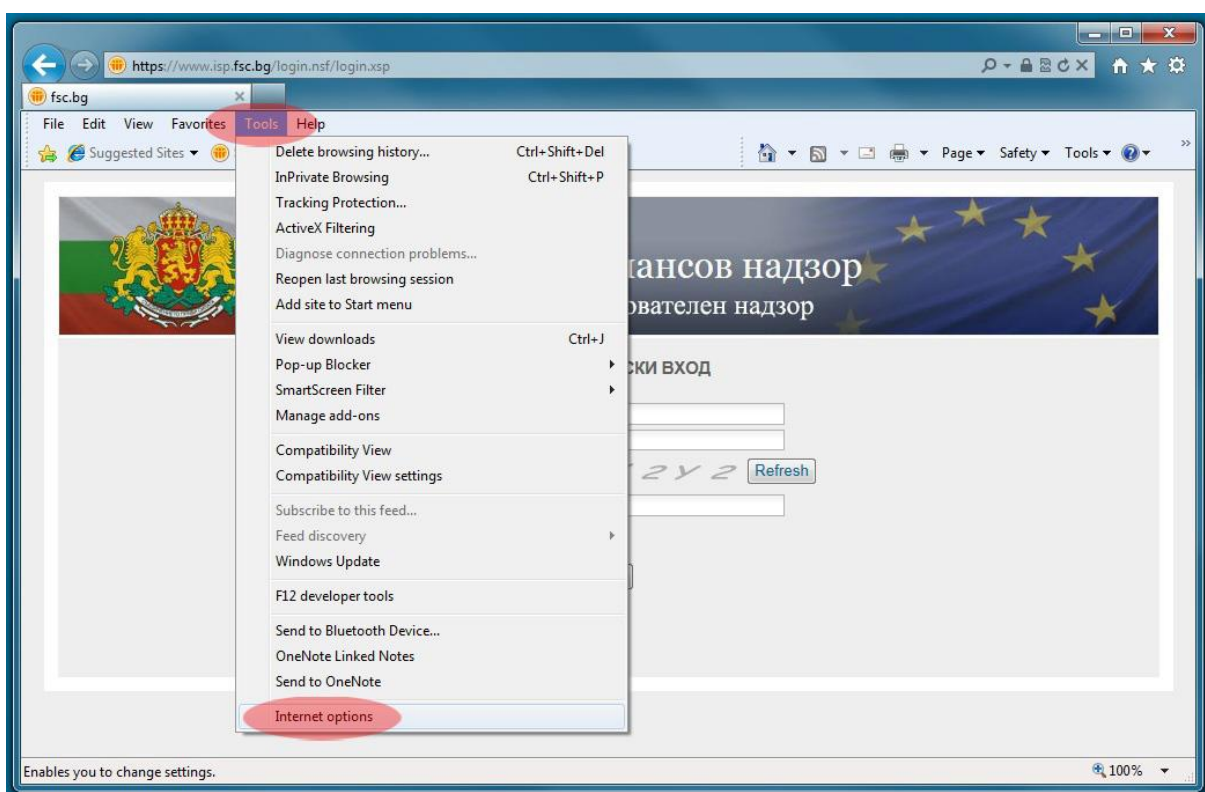 https://www.isp.fsc.bg/login.nsf/login.xsp
fsc.bg
File Edit View Favorites Tools Help
Suggested Sites
Page Safety Tools
Delete browsing history... Ctrl+Shift+Del
InPrivate Browsing Ctrl+Shift+P
Tracking Protection...
ActiveX Filtering
Diagnose connection problems...
Reopen last browsing session
Add site to Start menu
View downloads Ctrl+J
Pop-up Blocker
SmartScreen Filter
Manage add-ons
Compatibility View
Compatibility View settings
Subscribe to this feed...
Feed discovery
Windows Update
F12 developer tools
Send to Bluetooth Device...
OneNote Linked Notes
Send to OneNote
Internet options
надзор
надзор
ВХОД
2 Y 2 Refresh
Enables you to change settings. 100%